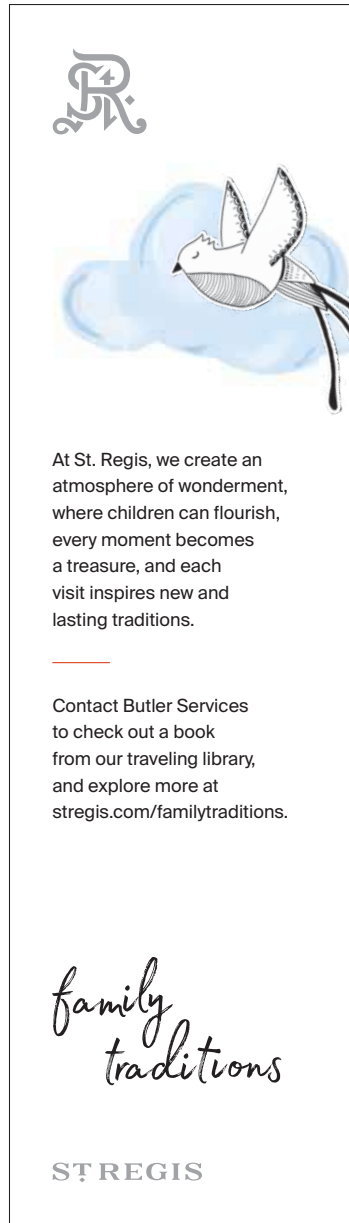 SR
At St. Regis, we create an
atmosphere of wonderment,
where children can flourish,
every moment becomes
a treasure, and each
visit inspires new and
lasting traditions.
Contact Butler Services
to check out a book
from our traveling library,
and explore more at
stregis.com/familytraditions.
family
traditions
ST REGIS